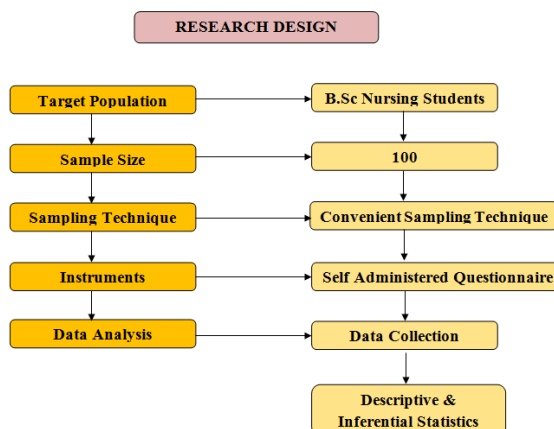 RESEARCH DESIGN
Target Population
B.Sc Nursing Students
Sample Size
100
Sampling Technique
Convenient Sampling Technique
Instruments
Self Administered Questionnaire
Data Analysis
Data Collection
Descriptive &
Inferential Statistics